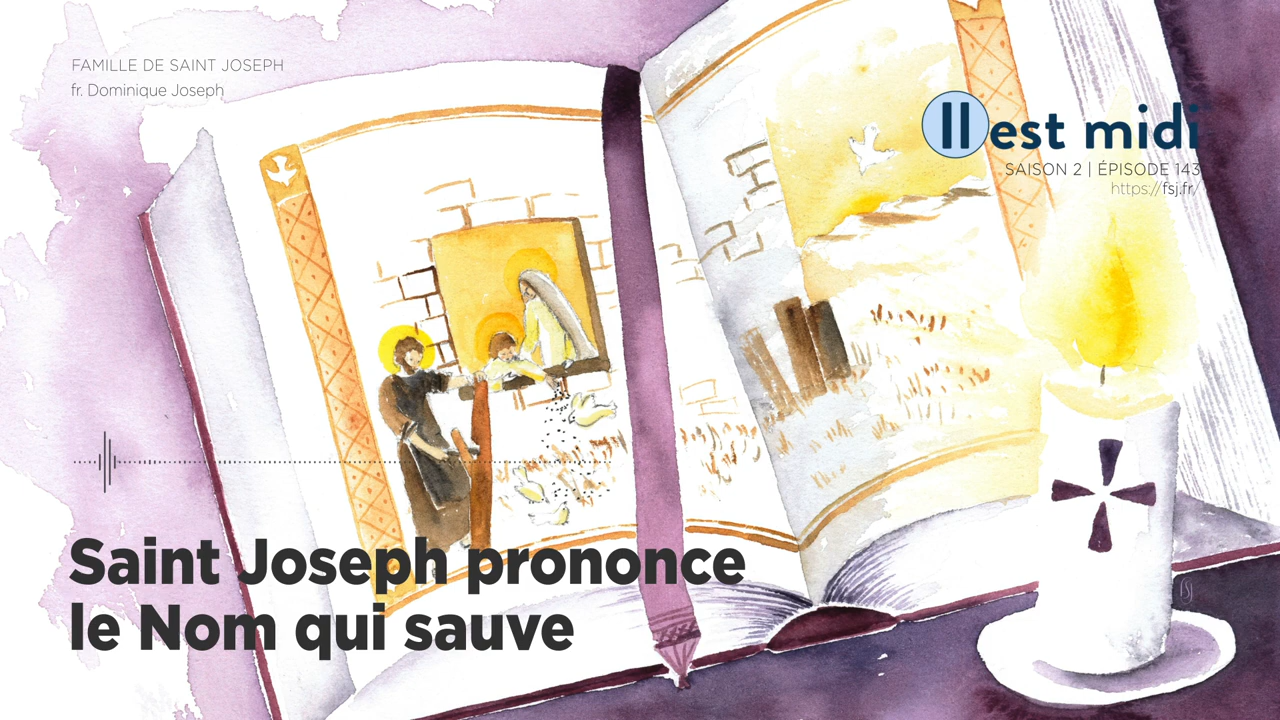 FAMILLE DE SAINT JOSEPH
fr. Dominique Joseph
Il est midi
SAISON 2 | ÉPISODE 143
https://fsj.fr/
Saint Joseph prononce
le Nom qui sauve
FSJ